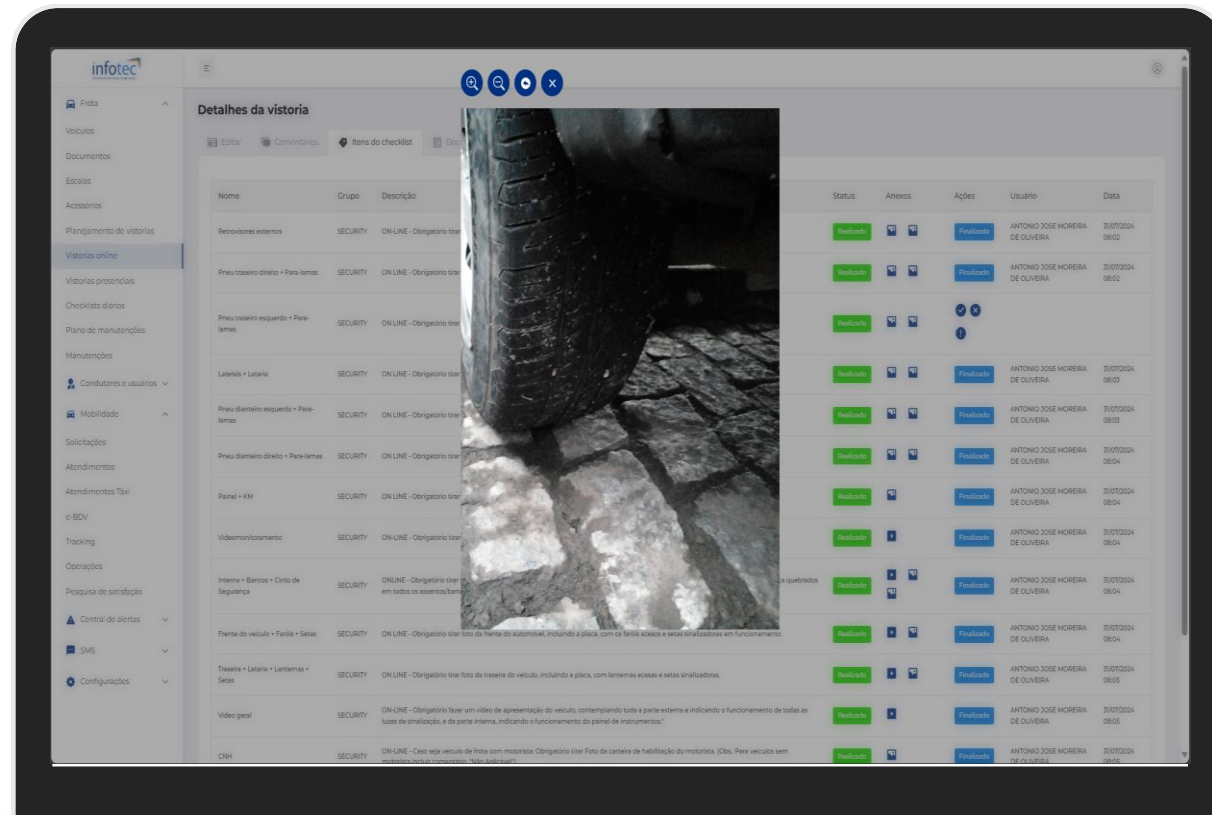 infotec
Detalhes da vistoria
Editar
Comentários
Itens do checklist
Frota
Veículos
Documentos
Escalas
Acessórios
Planejamento de vistorias
Vistorias online
Vistorias presenciais
Checklists diários
Plano de manutenções
Manutenções
Condutores e usuários
Mobilidade
Solicitações
Atendimentos
Atendimentos Táxi
e-BDV
Tracking
Operações
Pesquisa de satisfação
Central de alertas
SMS
Configurações
Nome Grupo Descrição Status Anexos Ações Usuário Data
Retrovisores externos SECURITY ON-LINE - Obrigatório tirar Realizado Finalizado ANTONIO JOSE MOREIRA 31/07/2024
DE OLIVEIRA 08:02
Pneu traseiro direito + Para-lamas SECURITY ON LINE - Obrigatório tirar Realizado Finalizado ANTONIO JOSE MOREIRA 31/07/2024
DE OLIVEIRA 08:02
Pneu traseiro esquerdo + Para-
lamas SECURITY ON LINE - Obrigatório tirar Realizado
Laterais + Lataria SECURITY ON LINE - Obrigatório tirar Realizado Finalizado ANTONIO JOSE MOREIRA 31/07/2024
DE OLIVEIRA 08:03
Pneu dianteiro esquerdo + Para-
lamas SECURITY ON LINE - Obrigatório tirar Realizado Finalizado ANTONIO JOSE MOREIRA 31/07/2024
DE OLIVEIRA 08:03
Pneu dianteiro direito + Para-lamas SECURITY ON LINE - Obrigatório tirar Realizado Finalizado ANTONIO JOSE MOREIRA 31/07/2024
DE OLIVEIRA 08:04
Painel + KM SECURITY ON LINE - Obrigatório tirar Realizado Finalizado ANTONIO JOSE MOREIRA 31/07/2024
DE OLIVEIRA 08:04
Videomonitoramento SECURITY ON-LINE - Obrigatório tirar Realizado Finalizado ANTONIO JOSE MOREIRA 31/07/2024
DE OLIVEIRA 08:04
Interna + Bancos + Cinto de SECURITY ONLINE - Obrigatório tirar quebrados
Segurança em todos os Realizado Finalizado ANTONIO JOSE MOREIRA 31/07/2024
DE OLIVEIRA 08:04
Frente do veículo + Faróis + Setas SECURITY ON LINE - Obrigatório tirar foto da frente do automóvel, incluindo a placa, com os faróis acesos e setas sinalizadoras em funcionamento. Realizado Finalizado ANTONIO JOSE MOREIRA 31/07/2024
DE OLIVEIRA 08:04
Traseira + Lataria + Lanternas +
Setas SECURITY ON LINE - Obrigatório tirar foto da traseira do veículo, incluindo a placa, com lanternas acesas e setas sinalizadoras. Realizado Finalizado ANTONIO JOSE MOREIRA 31/07/2024
DE OLIVEIRA 08:05
Vídeo geral SECURITY ON-LINE - Obrigatório fazer um vídeo de apresentação do veículo, contemplando toda a parte externa e indicando o funcionamento de todas as
luzes de sinalização, e da parte interna, indicando o funcionamento do painel de instrumentos". Realizado Finalizado ANTONIO JOSE MOREIRA 31/07/2024
DE OLIVEIRA 08:05
CNH SECURITY ON-LINE - Caso seja veículo de frota com motorista: Obrigatório tirar Foto da carteira de habilitação do motorista. (Obs.: Para veículos sem
motorista incluir comentário, "Não Aplicável") Realizado Finalizado ANTONIO JOSE MOREIRA 31/07/2024
DE OLIVEIRA 08:05